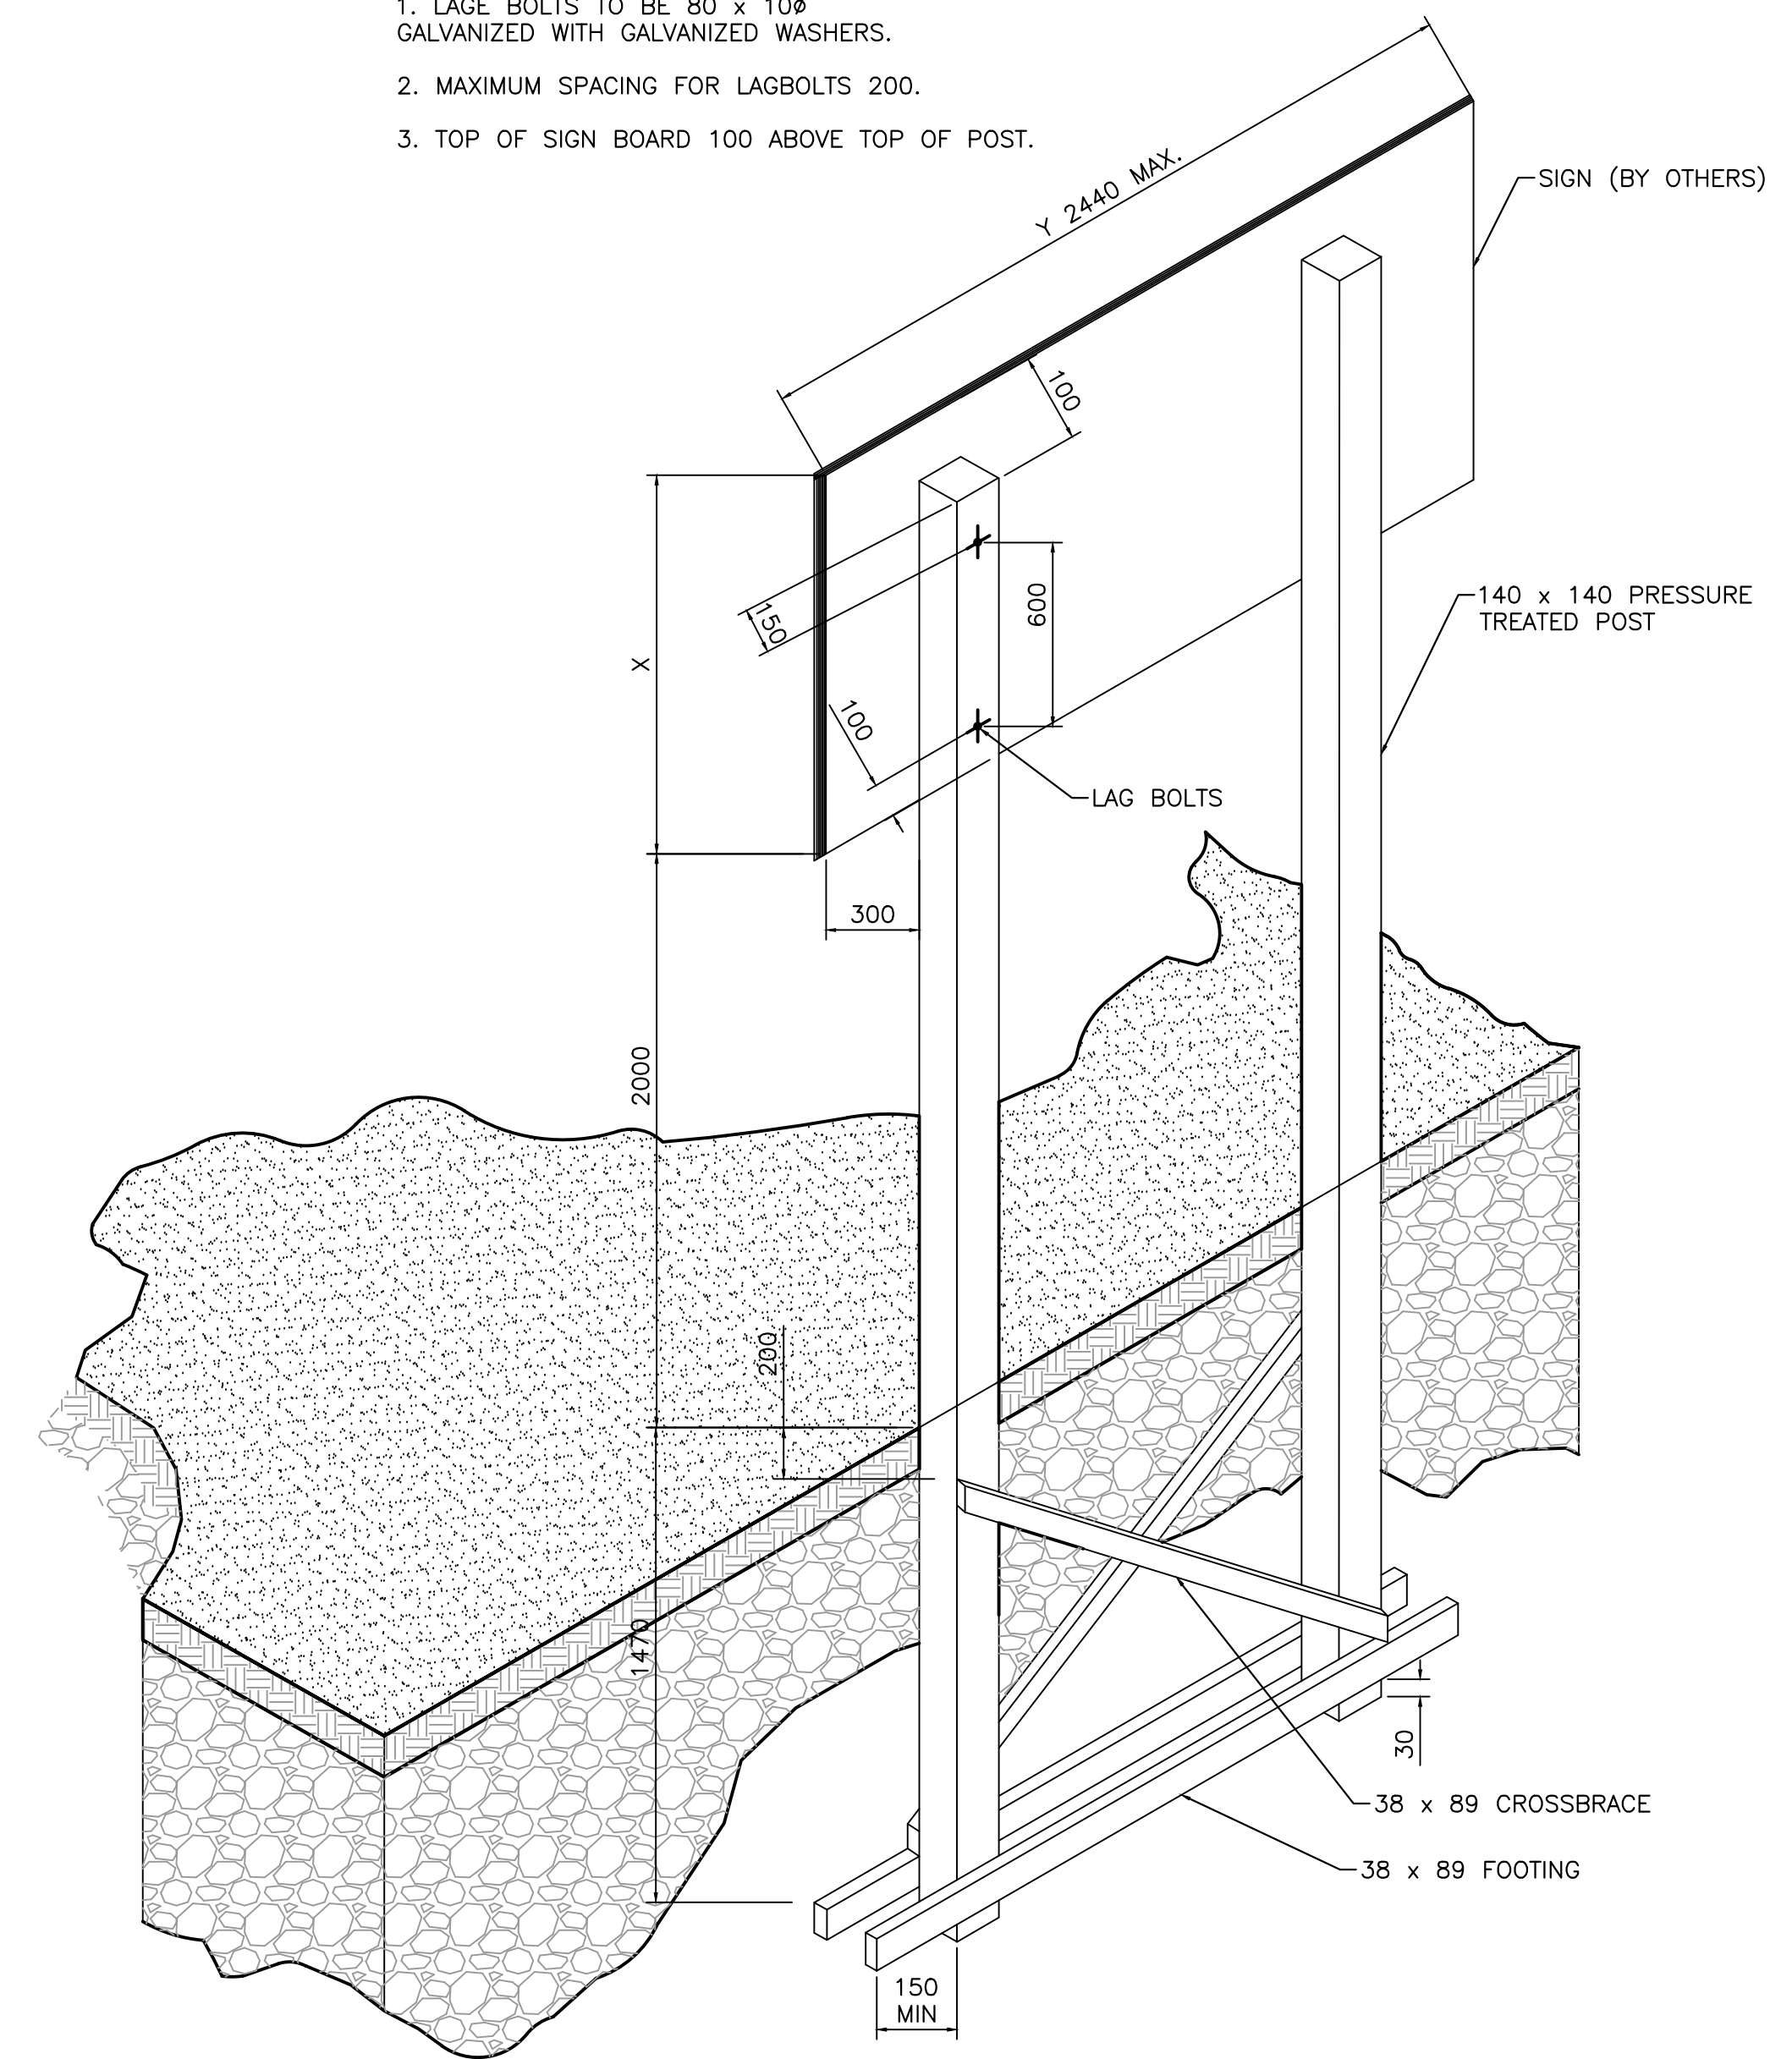 1. LAGE BOLTS TO BE 80 x 10ø
GALVANIZED WITH GALVANIZED WASHERS.
2. MAXIMUM SPACING FOR LAGBOLTS 200.
3. TOP OF SIGN BOARD 100 ABOVE TOP OF POST.
Y 2440 MAX.
SIGN (BY OTHERS)
100
150
600
140 x 140 PRESSURE
TREATED POST
X
100
LAG BOLTS
300
2000
200
1470
30
38 x 89 CROSSBRACE
38 x 89 FOOTING
150
MIN